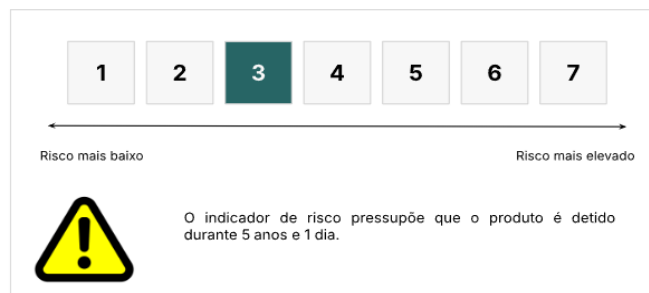 1 2 3 4 5 6 7
Risco mais baixo Risco mais elevado
O indicador de risco pressupõe que o produto é detido
durante 5 anos e 1 dia.